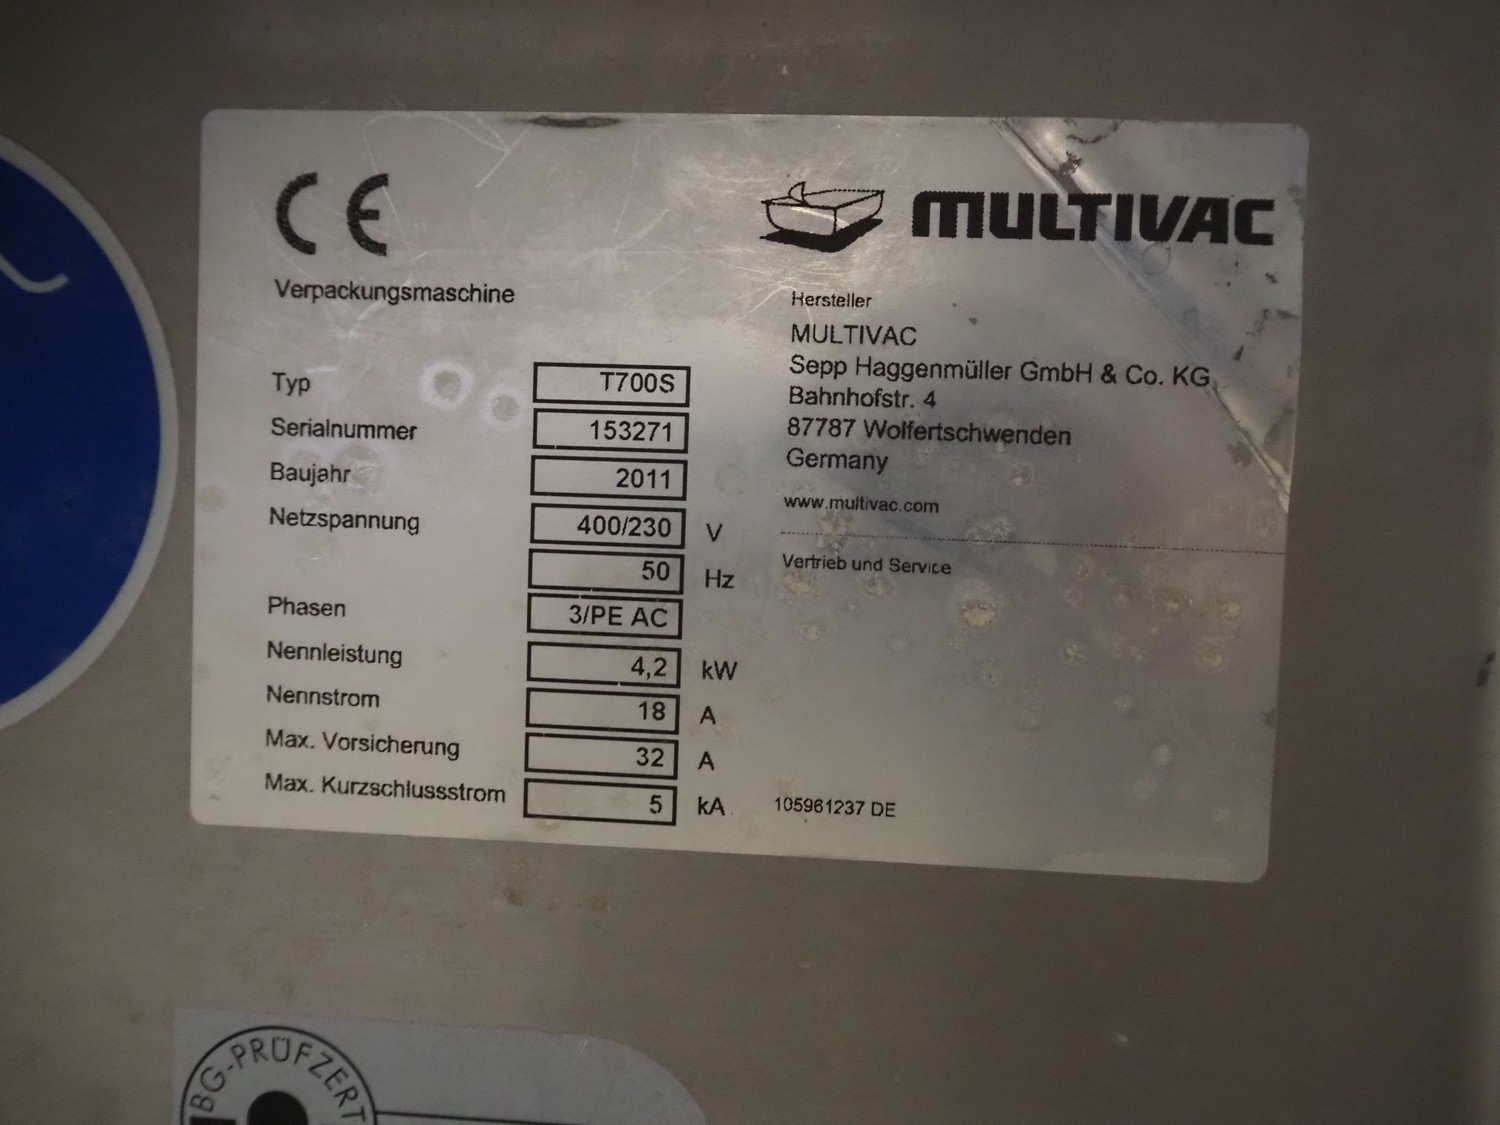 CE
MULTIVAC
Verpackungsmaschine
Typ T700S
Serialnummer 153271
Baujahr 2011
Netzspannung 400/230 V
50 Hz
Phasen 3/PE AC
Nennleistung 4,2 kW
Nennstrom 18 A
Max. Vorsicherung 32 A
Max. Kurzschlussstrom 5 kA
Hersteller
MULTIVAC
Sepp Haggenmüller GmbH & Co. KG
Bahnhofstr. 4
87787 Wolfertschwenden
Germany
www.multivac.com
Vertrieb und Service
105961237 DE
BG-PRÜFZERT